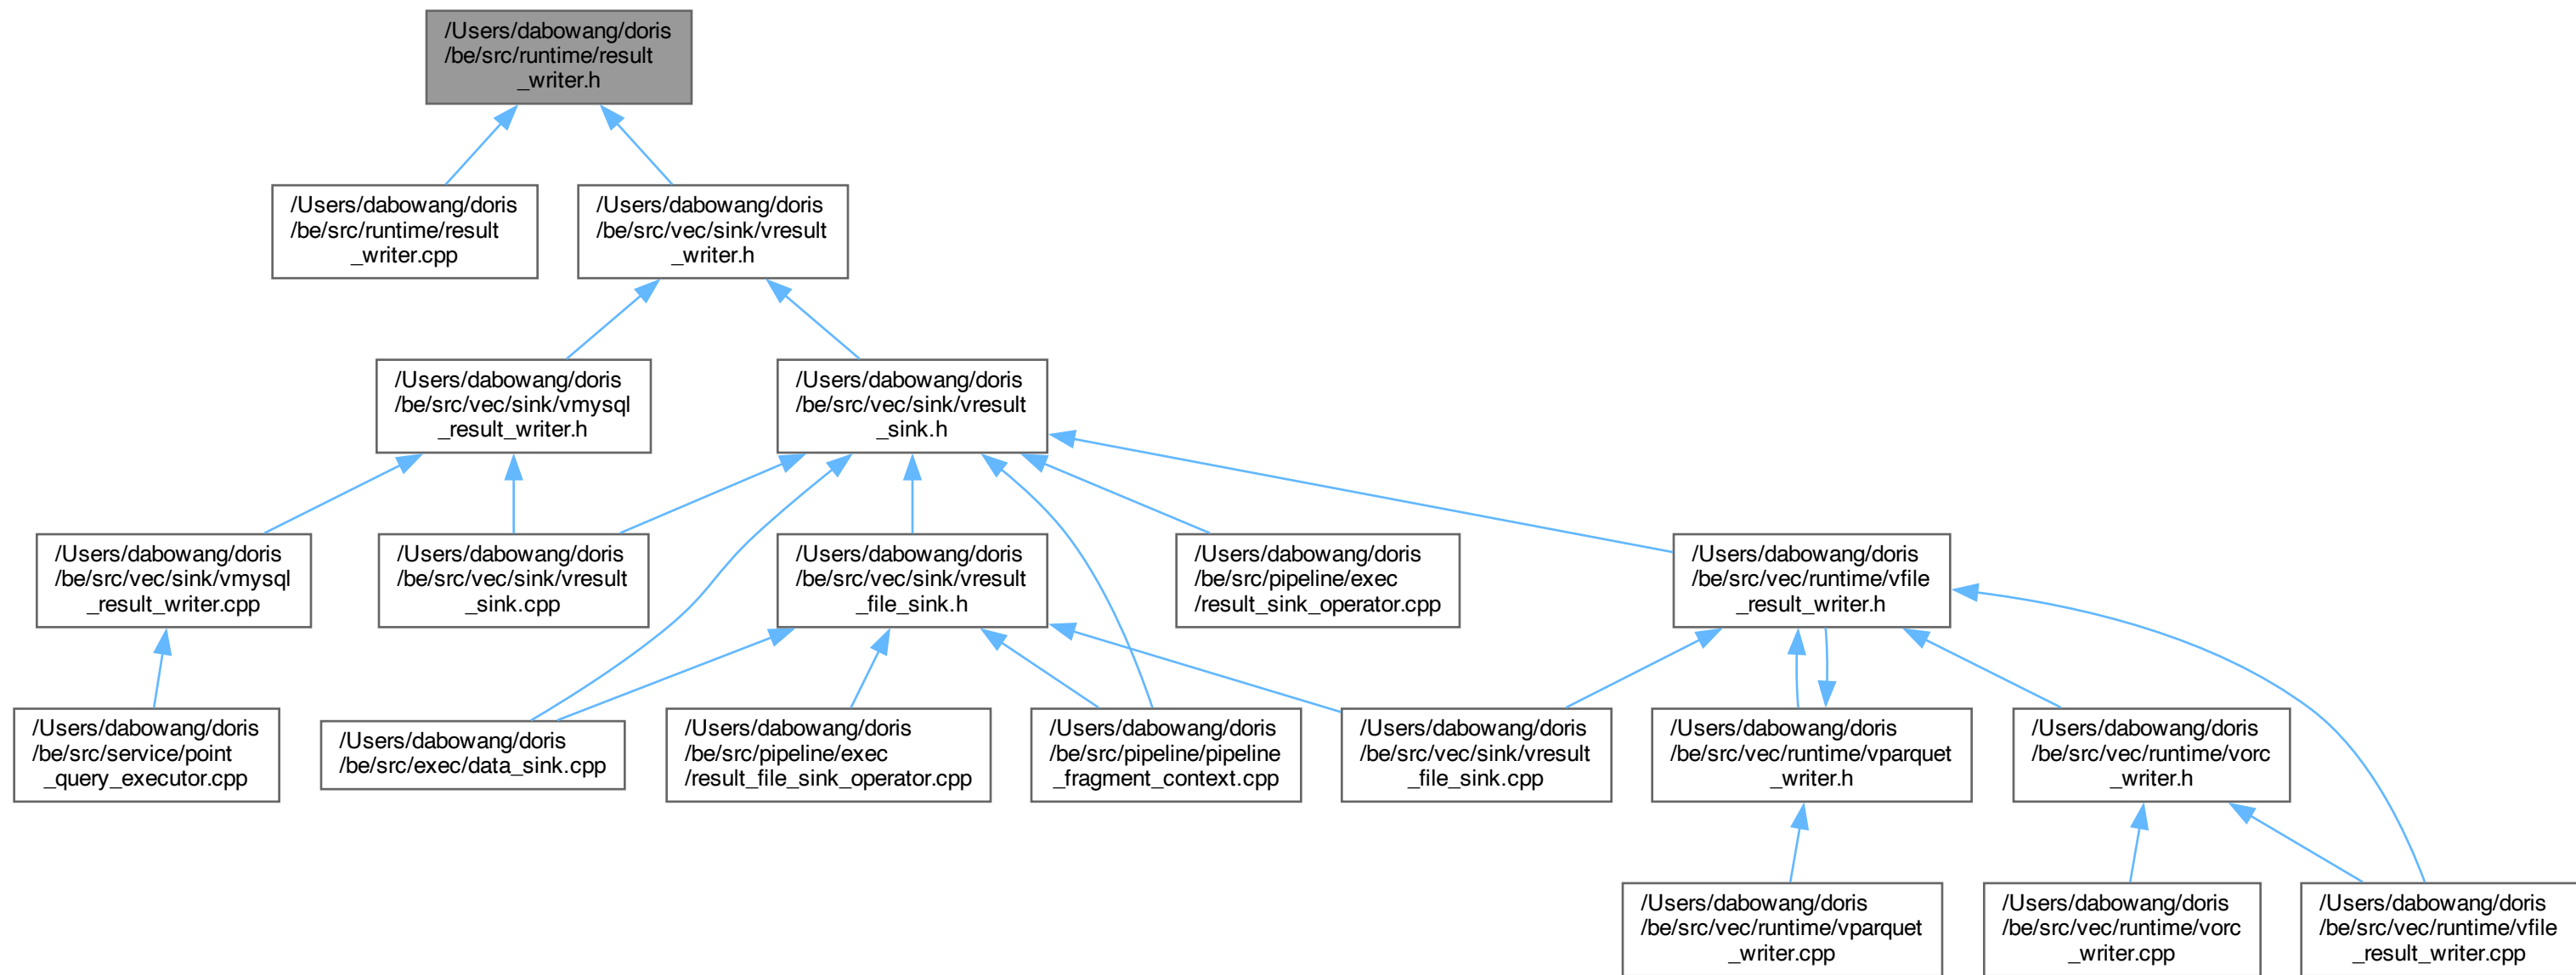 /Users/dabowang/doris
/be/src/runtime/result
_writer.h
/Users/dabowang/doris
/be/src/runtime/result
_writer.cpp
/Users/dabowang/doris
/be/src/vec/sink/vresult
_writer.h
/Users/dabowang/doris
/be/src/vec/sink/vmysql
_result_writer.h
/Users/dabowang/doris
/be/src/vec/sink/vresult
_sink.h
/Users/dabowang/doris
/be/src/vec/sink/vmysql
_result_writer.cpp
/Users/dabowang/doris
/be/src/vec/sink/vresult
_sink.cpp
/Users/dabowang/doris
/be/src/vec/sink/vresult
_file_sink.h
/Users/dabowang/doris
/be/src/pipeline/exec
/result_sink_operator.cpp
/Users/dabowang/doris
/be/src/vec/runtime/vfile
_result_writer.h
/Users/dabowang/doris
/be/src/service/point
_query_executor.cpp
/Users/dabowang/doris
/be/src/exec/data_sink.cpp
/Users/dabowang/doris
/be/src/pipeline/exec
/result_file_sink_operator.cpp
/Users/dabowang/doris
/be/src/pipeline/pipeline
_fragment_context.cpp
/Users/dabowang/doris
/be/src/vec/sink/vresult
_file_sink.cpp
/Users/dabowang/doris
/be/src/vec/runtime/vparquet
_writer.h
/Users/dabowang/doris
/be/src/vec/runtime/vorc
_writer.h
/Users/dabowang/doris
/be/src/vec/runtime/vparquet
_writer.cpp
/Users/dabowang/doris
/be/src/vec/runtime/vorc
_writer.cpp
/Users/dabowang/doris
/be/src/vec/runtime/vfile
_result_writer.cpp